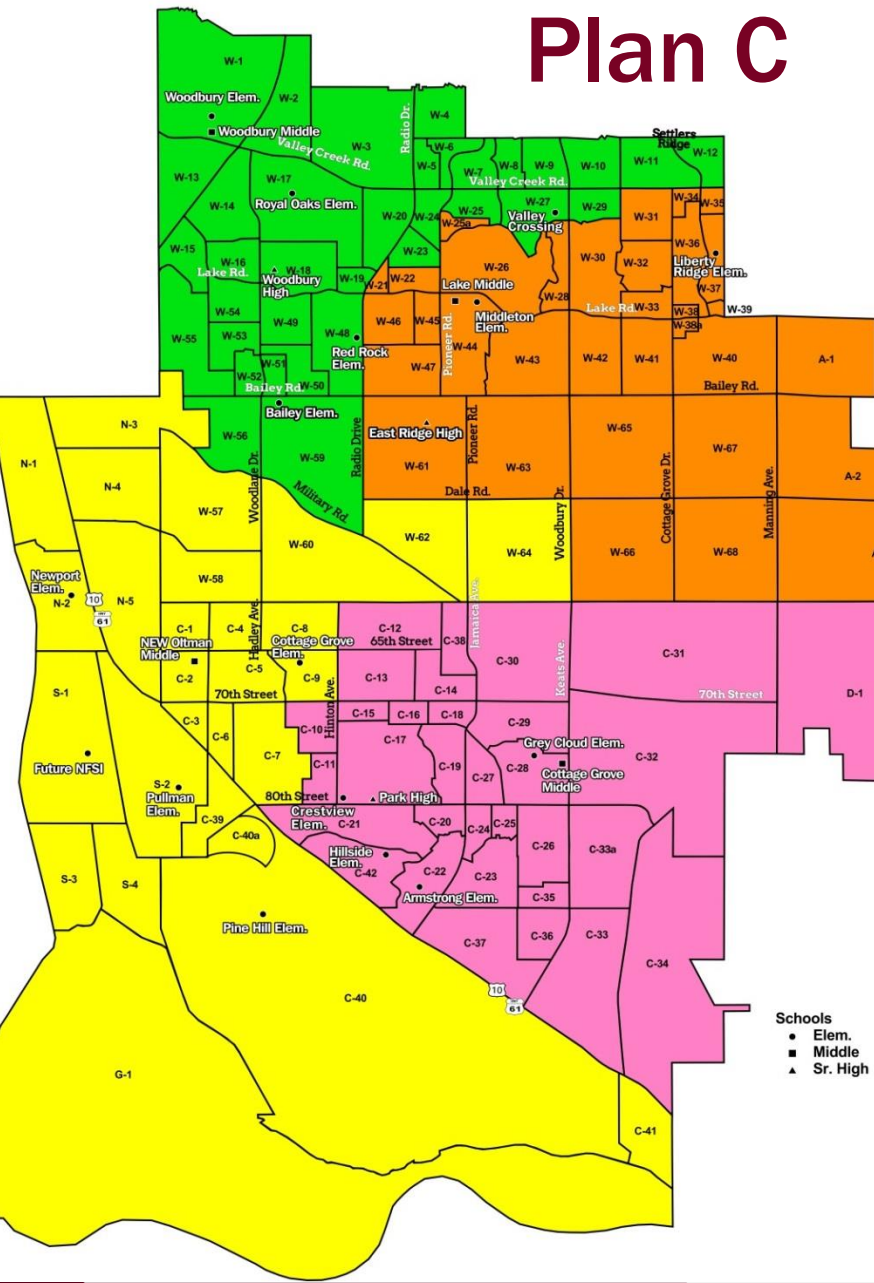 Plan C
W-1
Woodbury Elem.
W-2
Woodbury Middle
Radio Dr.
W-4
W-3
Valley Creek Rd.
W-6
W-5
W-7
W-8
W-9
W-10
W-11
Settlers
Ridge
W-12
Valley Creek Rd.
W-13
W-17
Royal Oaks Elem.
W-14
W-20
W-24
W-25
W-25a
W-27
Valley
Crossing
W-29
W-31
W-34
W-35
W-15
W-16
Lake Rd.
W-18
Woodbury
High
W-19
W-23
W-21
W-22
W-26
W-30
W-32
W-36
Liberty
Ridge Elem.
W-37
Lake Middle
Middleton
Elem.
W-28
Lake Rd.
W-33
W-38
W-38a
W-39
W-54
W-55
W-53
W-49
W-48
Red Rock
Elem.
W-46
W-45
Pioneer Rd.
W-44
W-47
W-43
W-42
W-41
W-40
A-1
W-52
W-51
W-50
Bailey Rd.
Bailey Rd.
Bailey Elem.
N-3
W-56
Woodlane Dr.
W-59
Radio Drive
East Ridge High
Pioneer Rd.
W-61
W-63
W-65
Cottage Grove Dr.
W-67
Manning Ave.
A-2
N-1
N-4
W-57
Military Rd.
Dale Rd.
W-60
W-62
W-64
Woodbury Dr.
W-66
W-68
W-58
Newport
Elem.
N-2
10
61
N-5
Hadley Ave.
Jamaica Ave.
C-1
C-4
C-8
C-12
65th Street
C-38
NEW Oltman
Middle
C-2
C-5
Cottage Grove
Elem.
C-9
C-13
C-14
C-30
Keats Ave.
C-31
S-1
70th Street
70th Street
D-1
C-3
C-6
C-7
C-10
Hinton Ave.
C-15
C-16
C-18
C-29
C-17
C-11
C-19
C-27
C-28
Grey Cloud Elem.
Cottage Grove
Middle
C-32
Future NFSI
S-2
Pullman
Elem.
C-39
C-40a
80th Street
Crestview
Elem.
Park High
C-21
C-20
C-24
C-25
C-26
C-33a
Hillside
Elem.
C-42
C-22
C-23
Armstrong Elem.
C-35
S-3
S-4
Pine Hill Elem.
C-37
C-36
C-33
C-34
C-40
10
61
G-1
C-41
Schools
Elem.
Middle
Sr. High